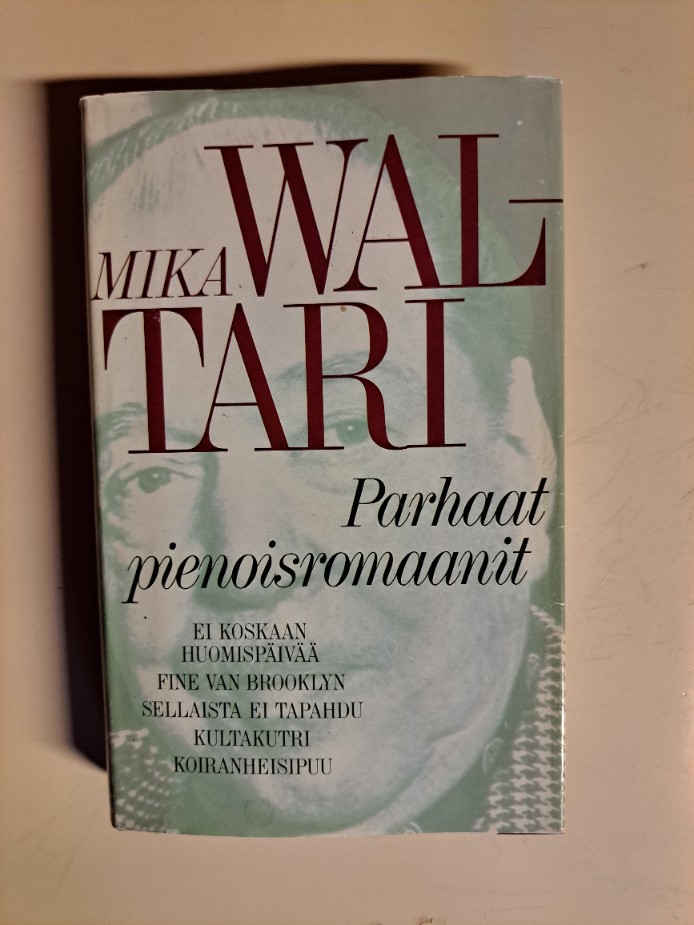 MIKA WAL-
TARI
Parhaat
pienoisromaanit
EI KOSKAAN
HUOMISPÄIVÄÄ
FINE VAN BROOKLYN
SELLAISTA EI TAPAHDU
KULTAKUTRI
KOIRANHEISIPUU